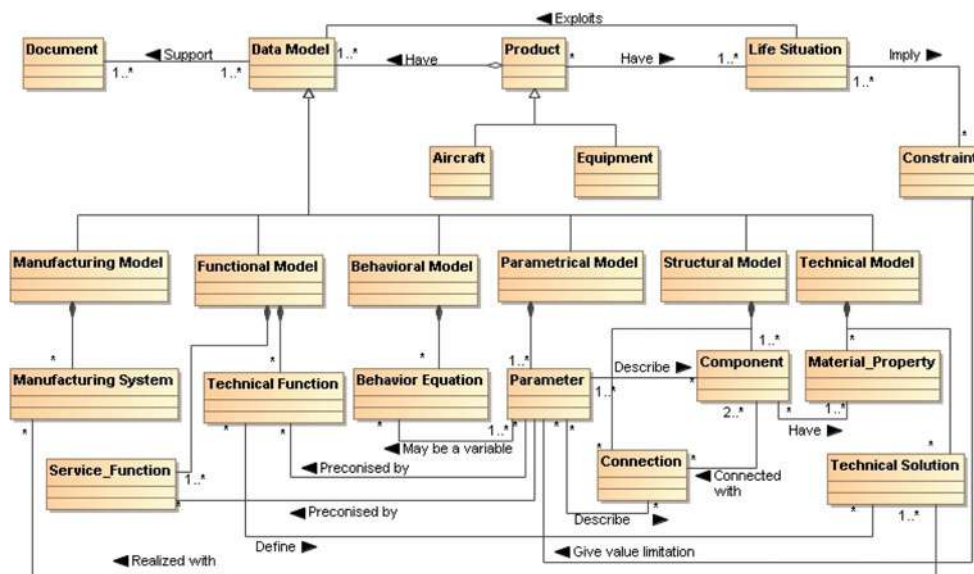 ◄ Exploits
Document
Data Model
Product
Life Situation
◄ Support
1..*
1..*
1..*
◄ Have
*
Have ►
1..*
1..*
Imply ►
*
Aircraft
Equipment
Constraint
Manufacturing Model
Functional Model
Behavioral Model
Parametrical Model
Structural Model
Technical Model
*
*
*
1..*
1..*
*
Manufacturing System
Technical Function
Behavior Equation
Parameter
Describe ►
Component
Material_Property
1..*
*
2..*
*
1..*
Have ►
*
*
*
*
1..*
*
◄ May be a variable
*
*
*
*
*
Service_Function
1..*
◄ Preconised by
Connection
◄ Connected
with
Technical Solution
*
◄ Preconised by
*
Describe ►
*
1..*
◄ Realized with
Define ►
◄ Give value limitation